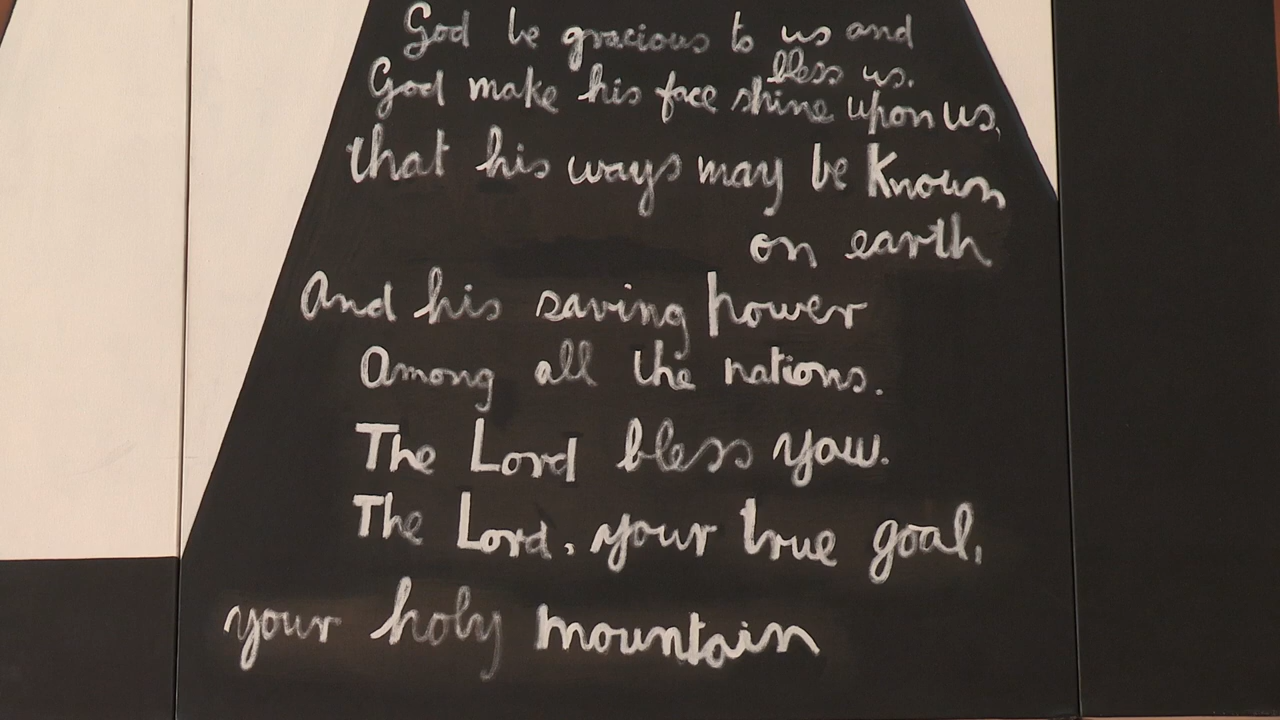 God be gracious to us and
bless us.
God make his face shine upon us,
that his ways may be known
on earth
And his saving power
Among all the nations.
The Lord bless you.
The Lord, your true goal,
your holy mountain